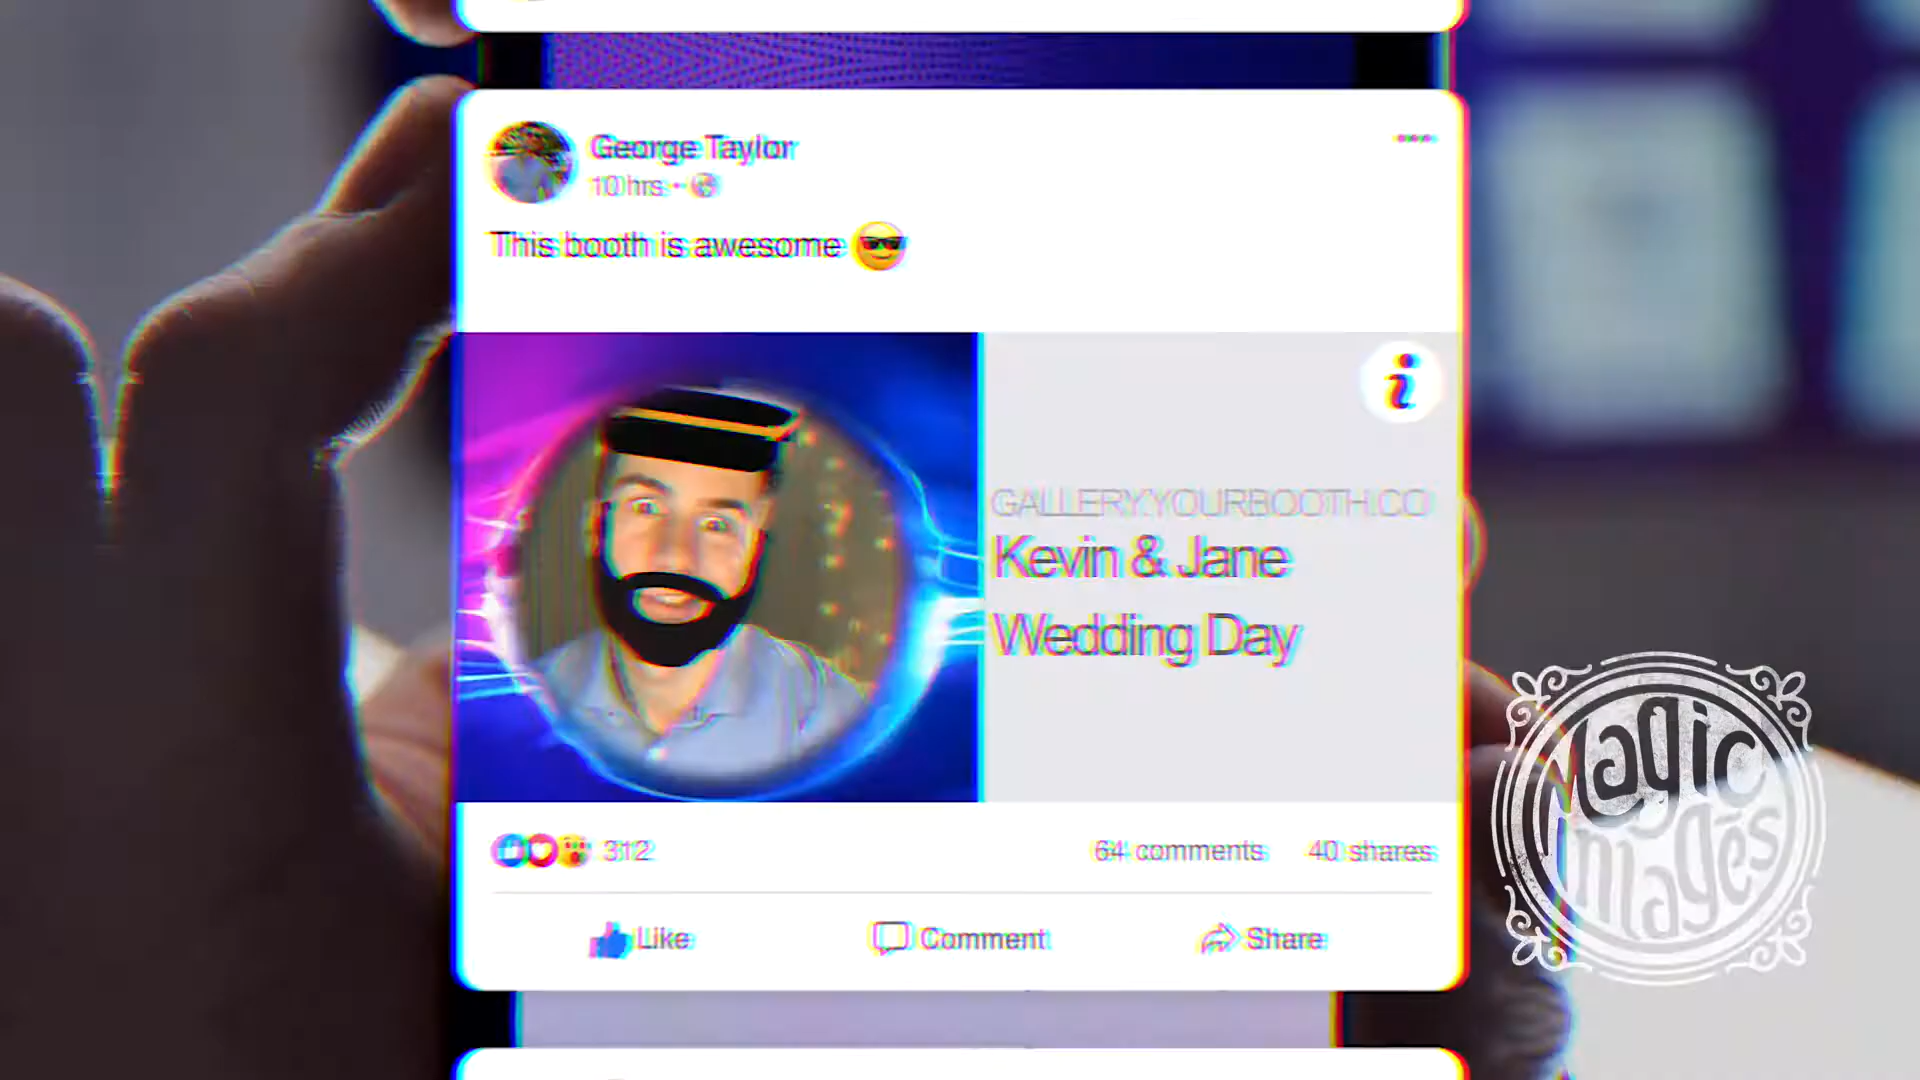 George Taylor
10 hrs ·
This booth is awesome 😎
i
GALLERY.YOURBOOTH.CO
Kevin & Jane
Wedding Day
312
64 comments
40 shares
Like
Comment
Share
Magic
Images